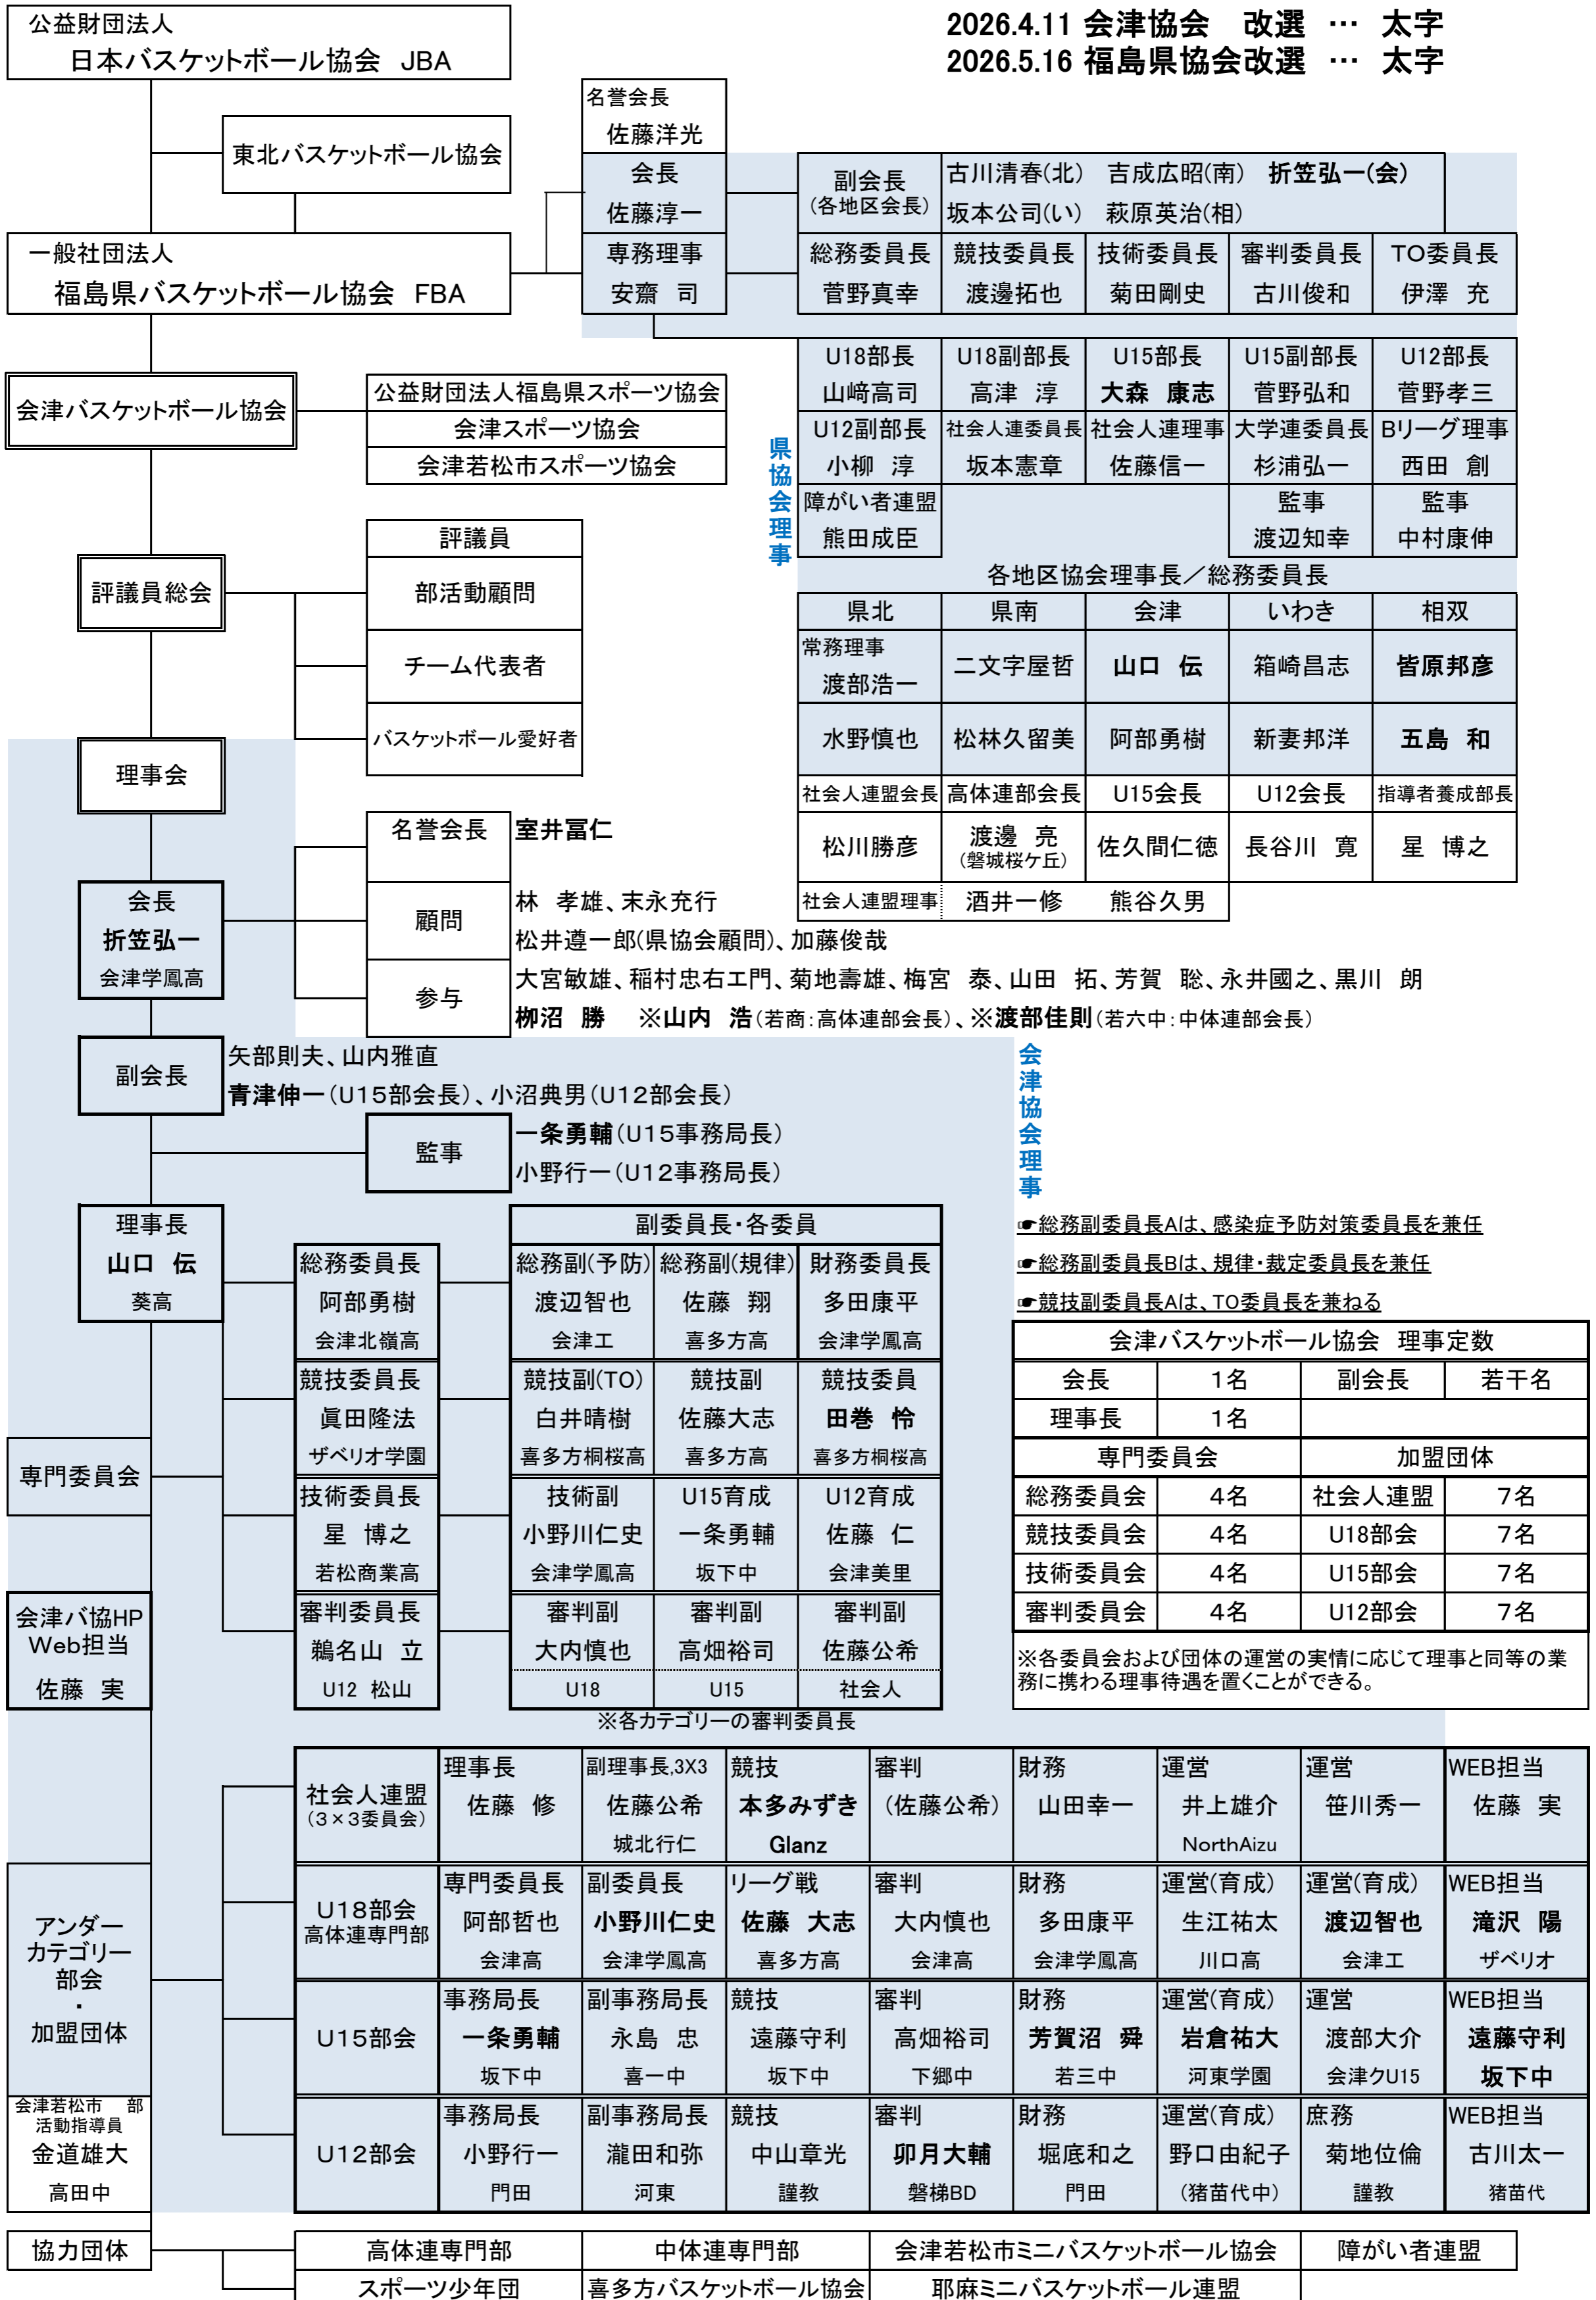 公益財団法人
日本バスケットボール協会 JBA
2026.4.11 会津協会　改選 … 太字
2026.5.16 福島県協会改選 … 太字
東北バスケットボール協会
一般社団法人
福島県バスケットボール協会 FBA
名誉会長
佐藤洋光
会長
佐藤淳一
専務理事
安齋 司
副会長
(各地区会長)
古川清春(北) 吉成広昭(南) 折笠弘一(会)
坂本公司(い) 萩原英治(相)
総務委員長 競技委員長 技術委員長 審判委員長 TO委員長
菅野真幸 渡邊拓也 菊田剛史 古川俊和 伊澤 充
県協会理事
U18部長 U18副部長 U15部長 U15副部長 U12部長
山﨑高司 高津 淳 大森 康志 菅野弘和 菅野孝三
U12副部長 社会人連委員長 社会人連理事 大学連委員長 Bリーグ理事
小柳 淳 坂本憲章 佐藤信一 杉浦弘一 西田 創
障がい者連盟 監事 監事
熊田成臣 渡辺知幸 中村康伸
各地区協会理事長／総務委員長
県北 県南 会津 いわき 相双
常務理事
渡部浩一 二文字屋哲 山口 伝 箱崎昌志 皆原邦彦
水野慎也 松林久留美 阿部勇樹 新妻邦洋 五島 和
社会人連盟会長 高体連部会長 U15会長 U12会長 指導者養成部長
松川勝彦 渡邊 亮 佐久間仁徳 長谷川 寛 星 博之
(磐城桜ケ丘)
社会人連盟理事 酒井一修 熊谷久男
会津バスケットボール協会
公益財団法人福島県スポーツ協会
会津スポーツ協会
会津若松市スポーツ協会
評議員総会
評議員
部活動顧問
チーム代表者
バスケットボール愛好者
理事会
会長
折笠弘一
会津学鳳高
名誉会長 室井冨仁
顧問
林 孝雄、末永充行
松井遵一郎(県協会顧問)、加藤俊哉
参与
大宮敏雄、稲村忠右エ門、菊地壽雄、梅宮 泰、山田 拓、芳賀 聡、永井國之、黒川 朗
栁沼 勝 ※山内 浩(若商:高体連部会長)、※渡部佳則(若六中:中体連部会長)
副会長
矢部則夫、山内雅直
青津伸一(U15部会長)、小沼典男(U12部会長)
監事
一条勇輔(U15事務局長)
小野行一(U12事務局長)
会津協会理事
理事長
山口 伝
葵高
副委員長・各委員
総務委員長 総務副(予防) 総務副(規律) 財務委員長
阿部勇樹 渡辺智也 佐藤 翔 多田康平
会津北嶺高 会津工 喜多方高 会津学鳳高
競技委員長 競技副(TO) 競技副 競技委員
眞田隆法 白井晴樹 佐藤大志 田巻 怜
ザベリオ学園 喜多方桐桜高 喜多方高 喜多方桐桜高
技術委員長 技術副 U15育成 U12育成
星 博之 小野川仁史 一条勇輔 佐藤 仁
若松商業高 会津学鳳高 坂下中 会津美里
審判委員長 審判副 審判副 審判副
鵜名山 立 大内慎也 高畑裕司 佐藤公希
U12 松山 U18 U15 社会人
※各カテゴリーの審判委員長
専門委員会
会津バ協HP
Web担当
佐藤 実
☛総務副委員長Aは、感染症予防対策委員長を兼任
☛総務副委員長Bは、規律・裁定委員長を兼任
☛競技副委員長Aは、TO委員長を兼ねる
会津バスケットボール協会 理事定数
会長 1名 副会長 若干名
理事長 1名
専門委員会 加盟団体
総務委員会 4名 社会人連盟 7名
競技委員会 4名 U18部会 7名
技術委員会 4名 U15部会 7名
審判委員会 4名 U12部会 7名
※各委員会および団体の運営の実情に応じて理事と同等の業
務に携わる理事待遇を置くことができる。
アンダー
カテゴリー
部会
・
加盟団体
会津若松市 部
活動指導員
金道雄大
高田中
社会人連盟
(3×3委員会)
理事長 副理事長,3X3 競技 審判 財務 運営 運営 WEB担当
佐藤 修 佐藤公希 本多みずき (佐藤公希) 山田幸一 井上雄介 笹川秀一 佐藤 実
城北行仁 Glanz NorthAizu
U18部会
高体連専門部
専門委員長 副委員長 リーグ戦 審判 財務 運営(育成) 運営(育成) WEB担当
阿部哲也 小野川仁史 佐藤 大志 大内慎也 多田康平 生江祐太 渡辺智也 滝沢 陽
会津高 会津学鳳高 喜多方高 会津高 会津学鳳高 川口高 会津工 ザベリオ
U15部会
事務局長 副事務局長 競技 審判 財務 運営(育成) 運営 WEB担当
一条勇輔 永島 忠 遠藤守利 高畑裕司 芳賀沼 舜 岩倉祐大 渡部大介 遠藤守利
坂下中 喜一中 坂下中 下郷中 若三中 河東学園 会津クU15 坂下中
U12部会
事務局長 副事務局長 競技 審判 財務 運営(育成) 庶務 WEB担当
小野行一 瀧田和弥 中山章光 卯月大輔 堀底和之 野口由紀子 菊地位倫 古川太一
門田 河東 謹教 磐梯BD 門田 (猪苗代中) 謹教 猪苗代
協力団体
高体連専門部 中体連専門部 会津若松市ミニバスケットボール協会 障がい者連盟
スポーツ少年団 喜多方バスケットボール協会 耶麻ミニバスケットボール連盟